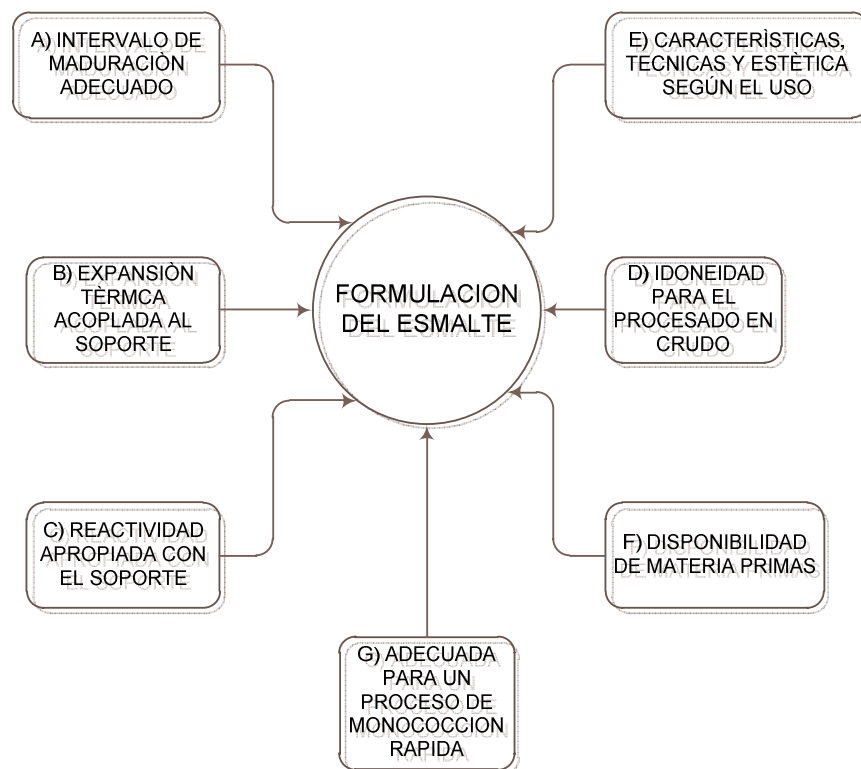 A) INTERVALO DE
MADURACIÒN
ADECUADO
E) CARACTERÌSTICAS,
TECNICAS Y ESTÈTICA
SEGÚN EL USO
B) EXPANSIÒN
TÈRMCA
ACOPLADA AL
SOPORTE
FORMULACION
DEL ESMALTE
D) IDONEIDAD
PARA EL
PROCESADO EN
CRUDO
C) REACTIVIDAD
APROPIADA CON
EL SOPORTE
F) DISPONIBILIDAD
DE MATERIA PRIMAS
G) ADECUADA
PARA UN
PROCESO DE
MONOCOCCION
RAPIDA